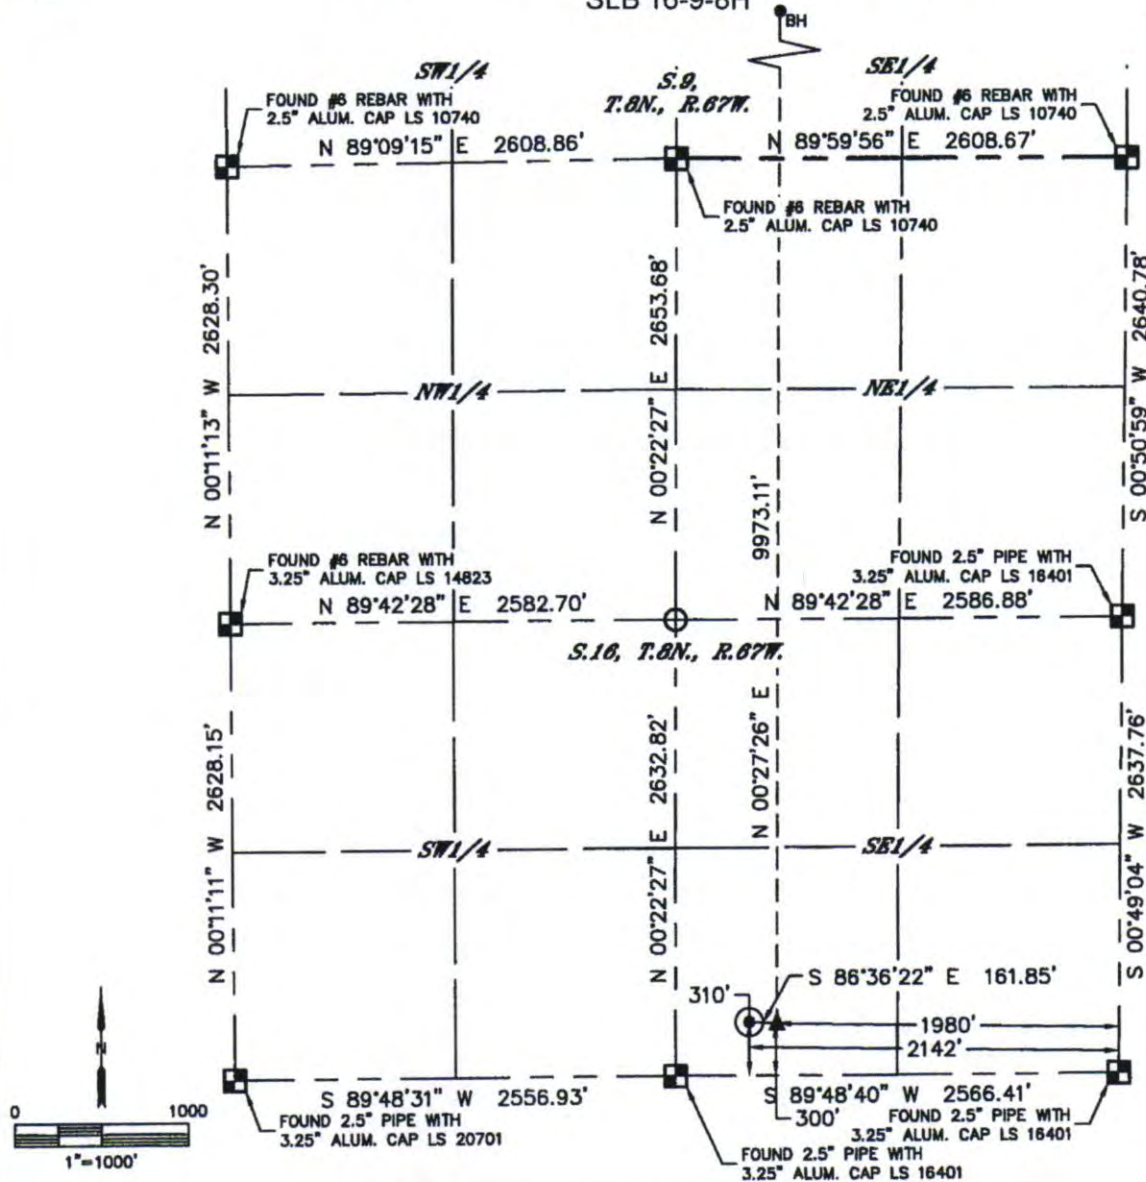 SLB 16-9-8H
BH
SW1/4
S.9,
T.8N., R.67W.
SE1/4
FOUND #6 REBAR WITH
2.5" ALUM. CAP LS 10740
FOUND #6 REBAR WITH
2.5" ALUM. CAP LS 10740
N 89°09'15" E 2608.86'
N 89°59'56" E 2608.67'
FOUND #6 REBAR WITH
2.5" ALUM. CAP LS 10740
N 00°11'13" W 2628.30'
N 00°22'27" E 2653.68'
S 00°50'59" W 2640.78'
NW1/4
NE1/4
9973.11'
FOUND #6 REBAR WITH
3.25" ALUM. CAP LS 14823
FOUND 2.5" PIPE WITH
3.25" ALUM. CAP LS 16401
N 89°42'28" E 2582.70'
N 89°42'28" E 2586.88'
S.16, T.8N., R.67W.
N 00°11'11" W 2628.15'
N 00°22'27" E 2632.82'
N 00°27'26" E
S 00°49'04" W 2637.76'
SW1/4
SE1/4
S 86°36'22" E 161.85'
310'
1980'
2142'
N
S 89°48'31" W 2556.93'
S 89°48'40" W 2566.41'
300'
0 1000
1"=1000'
FOUND 2.5" PIPE WITH
3.25" ALUM. CAP LS 20701
FOUND 2.5" PIPE WITH
3.25" ALUM. CAP LS 16401
FOUND 2.5" PIPE WITH
3.25" ALUM. CAP LS 16401